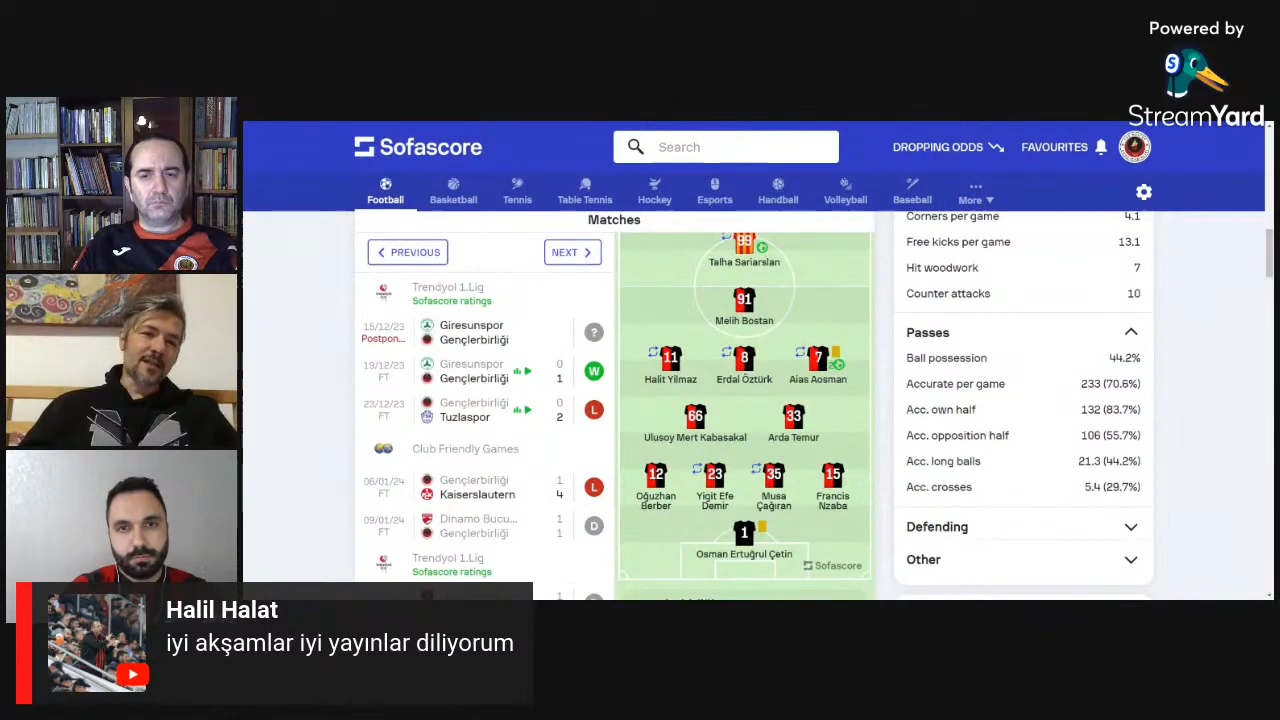 Powered by
StreamYard
Sofascore
Search
DROPPING ODDS
FAVOURITES
Football
Basketball
Tennis
Table Tennis
Hockey
Esports
Handball
Volleyball
Baseball
More
Matches
PREVIOUS
NEXT
Trendyol 1.Lig
Sofascore ratings
15/12/23
Postpon...
Giresunspor
Gençlerbirliği
?
19/12/23
FT
Giresunspor 0
Gençlerbirliği 1
W
23/12/23
FT
Gençlerbirliği 0
Tuzlaspor 2
L
Club Friendly Games
06/01/24
FT
Gençlerbirliği 1
Kaiserslautern 4
L
09/01/24
FT
Dinamo Bucu... 1
Gençlerbirliği 1
D
Trendyol 1.Lig
Sofascore ratings
1
99
Talha Sarıarslan
91
Melih Bostan
11
Halit Yilmaz
8
Erdal Öztürk
7
Aias Aosman
66
Ulusoy Mert Kabasakal
33
Arda Temur
12
Oğuzhan
Berber
23
Yigit Efe
Demir
35
Musa
Çağıran
15
Francis
Nzaba
1
Osman Ertuğrul Çetin
Sofascore
Corners per game 4.1
Free kicks per game 13.1
Hit woodwork 7
Counter attacks 10
Passes
Ball possession 44.2%
Accurate per game 233 (70.6%)
Acc. own half 132 (83.7%)
Acc. opposition half 106 (55.7%)
Acc. long balls 21.3 (44.2%)
Acc. crosses 5.4 (29.7%)
Defending
Other
Halil Halat
iyi akşamlar iyi yayınlar diliyorum